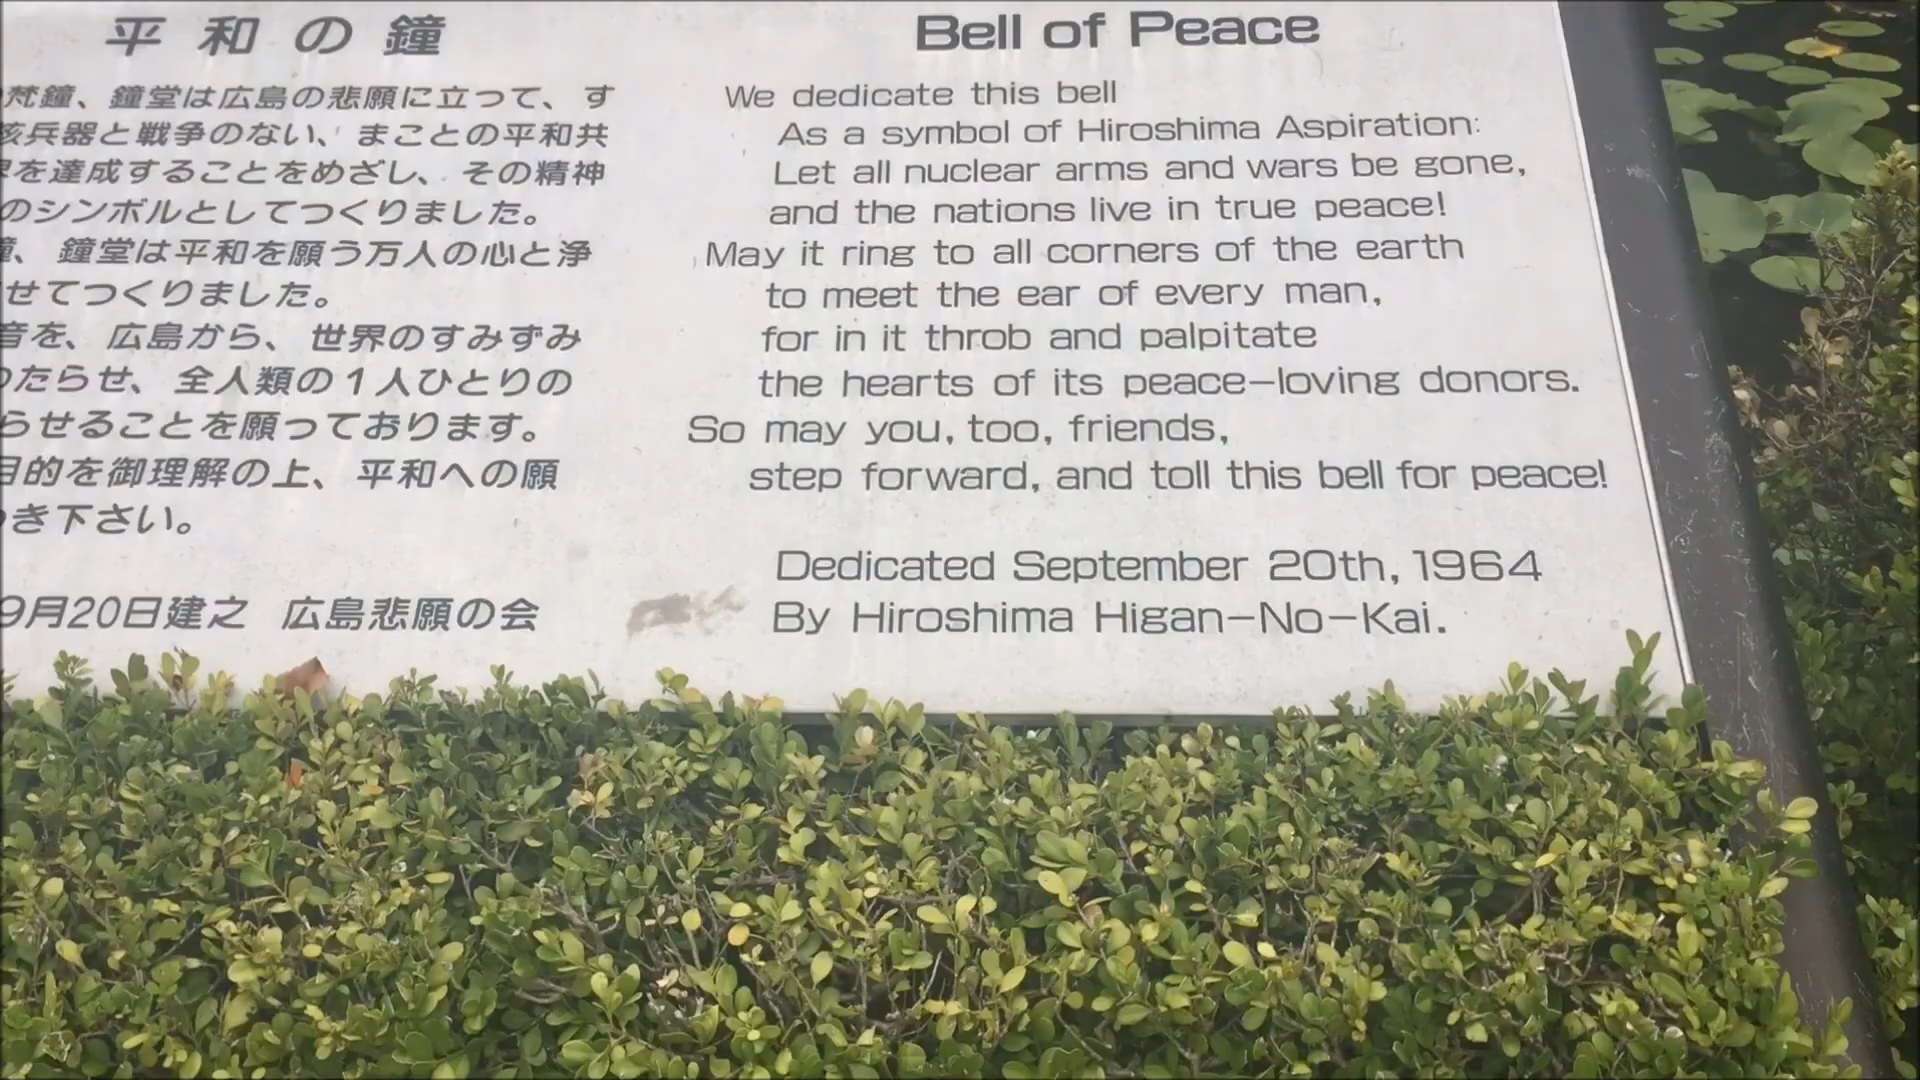 平和の鐘
梵鐘、鐘堂は広島の悲願に立って、す
核兵器と戦争のない、まことの平和共
界を達成することをめざし、その精神
のシンボルとしてつくりました。
鐘、鐘堂は平和を願う万人の心と浄
せてつくりました。
音を、広島から、世界のすみずみ
わたらせ、全人類の1人ひとりの
らせることを願っております。
目的を御理解の上、平和への願
き下さい。
9月20日建之 広島悲願の会
Bell of Peace
We dedicate this bell
As a symbol of Hiroshima Aspiration:
Let all nuclear arms and wars be gone,
and the nations live in true peace!
May it ring to all corners of the earth
to meet the ear of every man,
for in it throb and palpitate
the hearts of its peace-loving donors.
So may you, too, friends,
step forward, and toll this bell for peace!
Dedicated September 20th, 1964
By Hiroshima Higan-No-Kai.